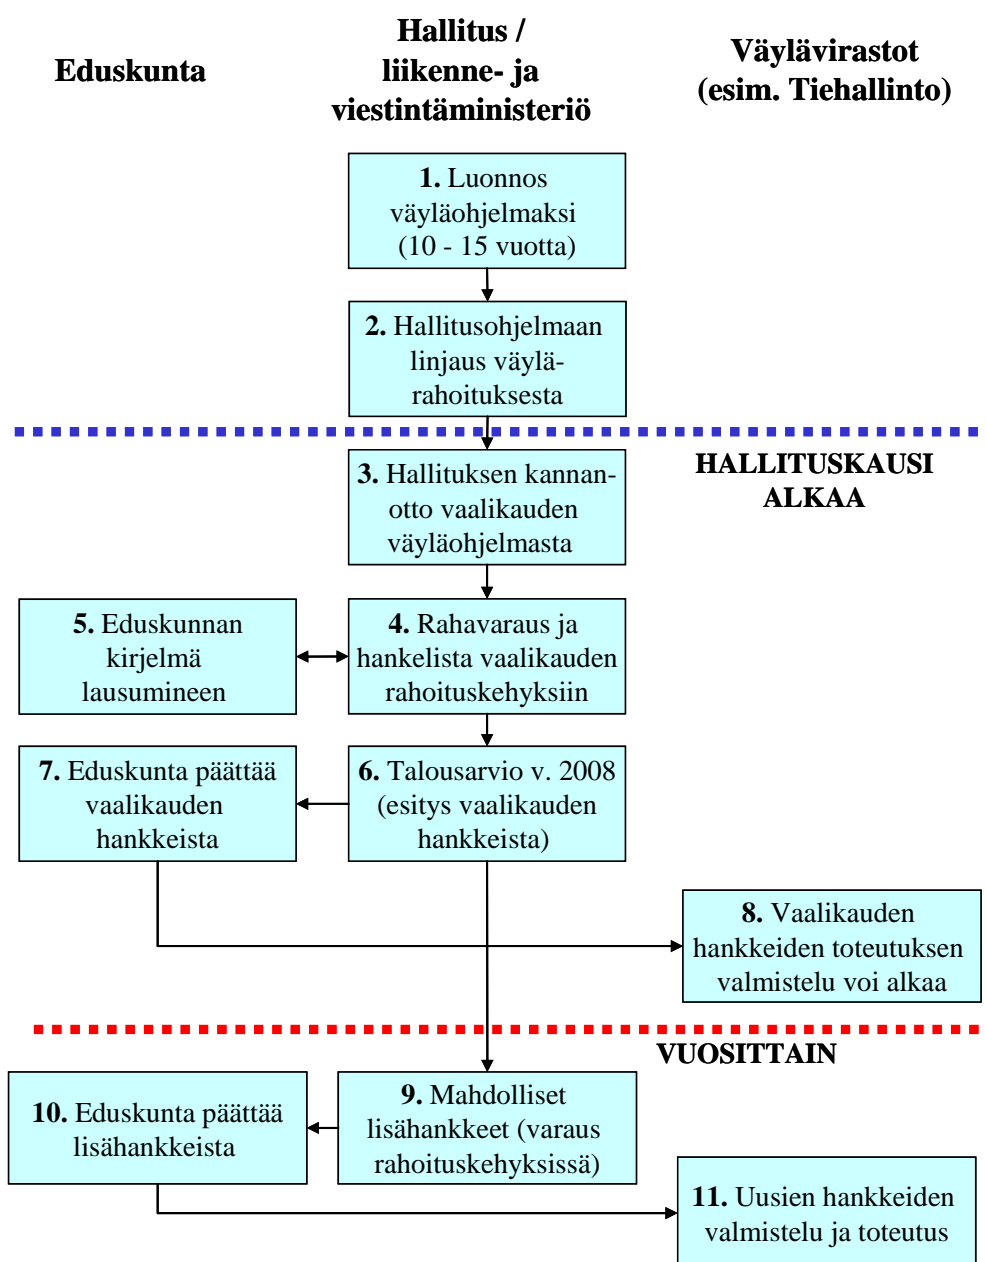 Eduskunta
Hallitus /
liikenne- ja
viestintäministeriö
Väylävirastot
(esim. Tiehallinto)
1. Luonnos
väyläohjelmaksi
(10 - 15 vuotta)
2. Hallitusohjelmaan
linjaus väylä-
rahoituksesta
HALLITUSKAUSI
ALKAA
3. Hallituksen kannan-
otto vaalikauden
väyläohjelmasta
5. Eduskunnan
kirjelmä
lausumineen
4. Rahavaraus ja
hankelista vaalikauden
rahoituskehyksiin
7. Eduskunta päättää
vaalikauden
hankkeista
6. Talousarvio v. 2008
(esitys vaalikauden
hankkeista)
8. Vaalikauden
hankkeiden toteutuksen
valmistelu voi alkaa
VUOSITTAIN
10. Eduskunta päättää
lisähankkeista
9. Mahdolliset
lisähankkeet (varaus
rahoituskehyksissä)
11. Uusien hankkeiden
valmistelu ja toteutus